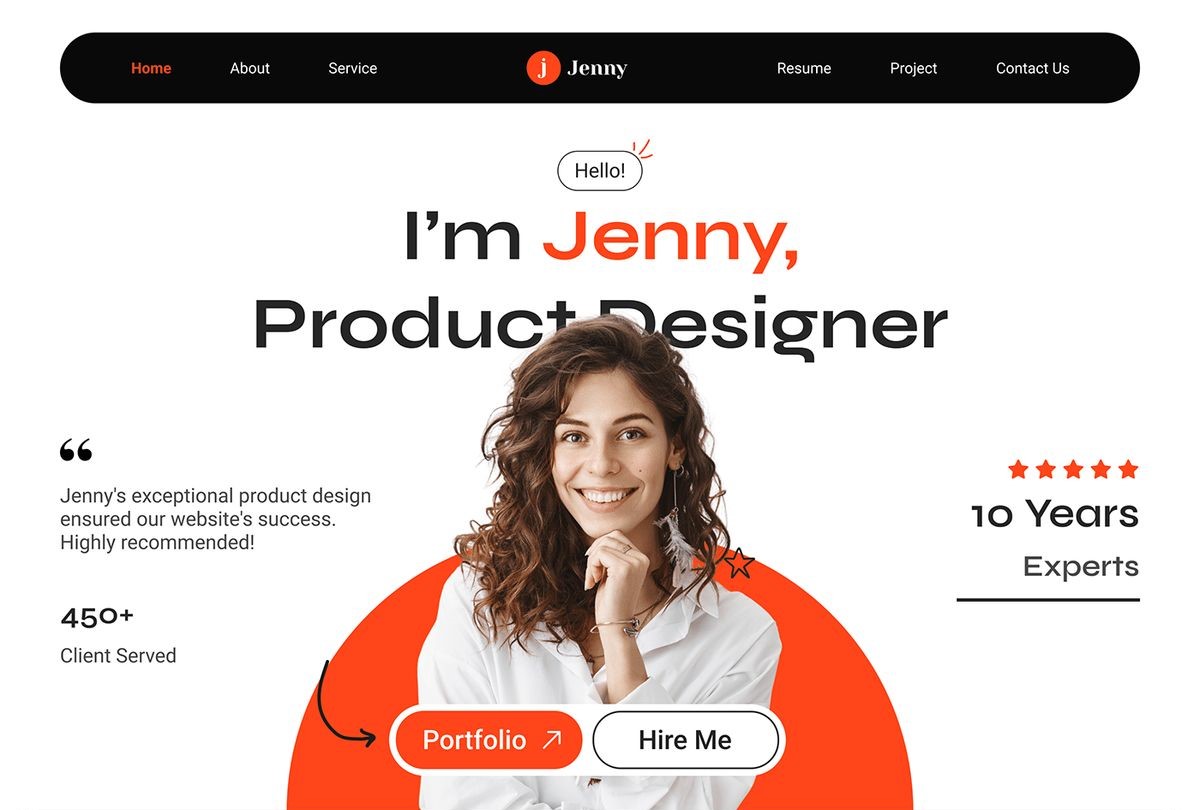 Home About Service j Jenny Resume Project Contact Us
Hello!
I’m Jenny,
Product Designer
“
Jenny's exceptional product design
ensured our website's success.
Highly recommended!
450+
Client Served
10 Years
Experts
Portfolio
Hire Me